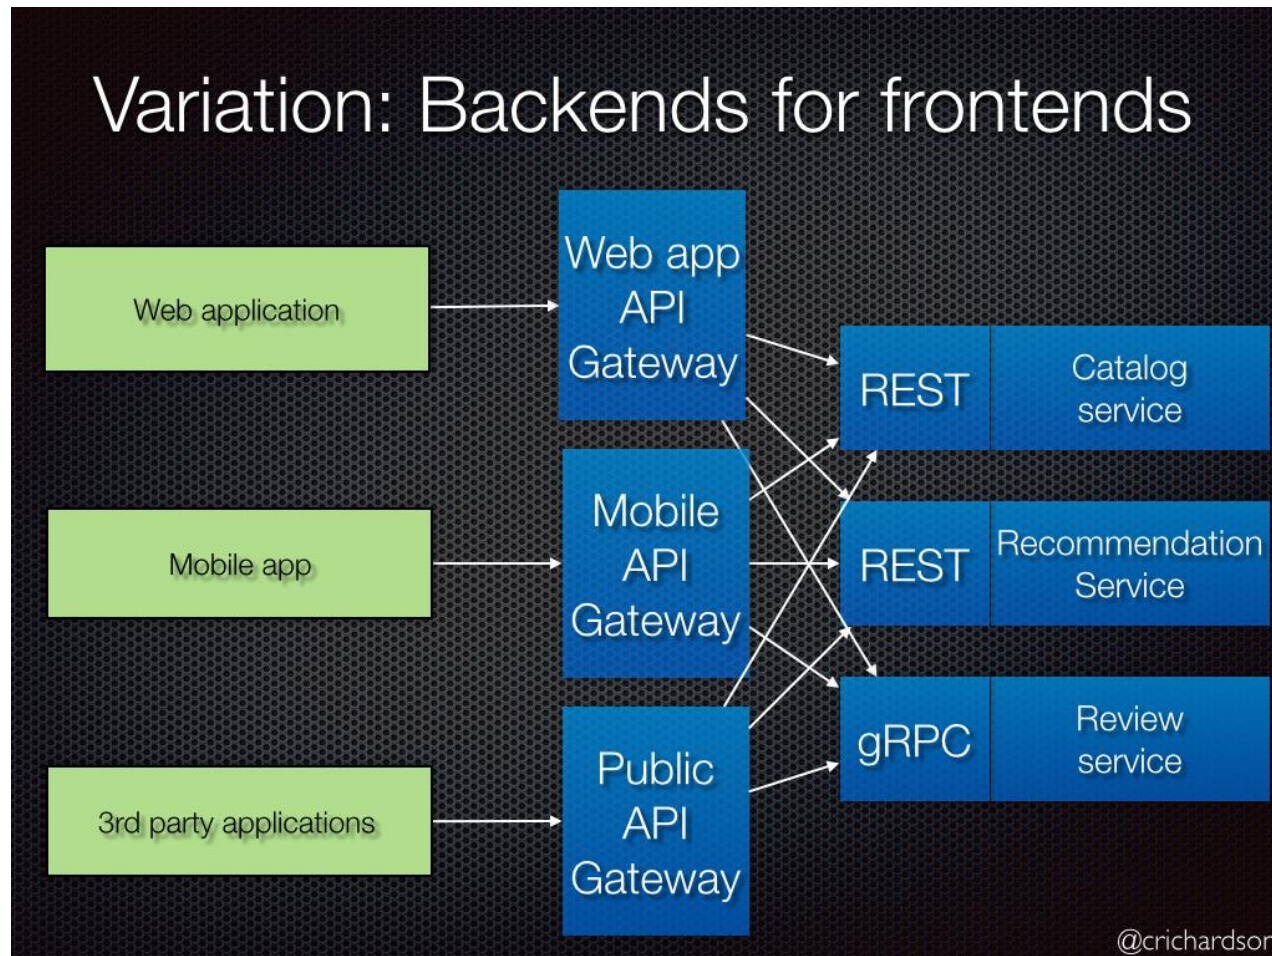 Variation: Backends for frontends
Web application
Web app
API
Gateway
REST
Catalog
service
Mobile app
Mobile
API
Gateway
REST
Recommendation
Service
3rd party applications
Public
API
Gateway
gRPC
Review
service
@crichardson